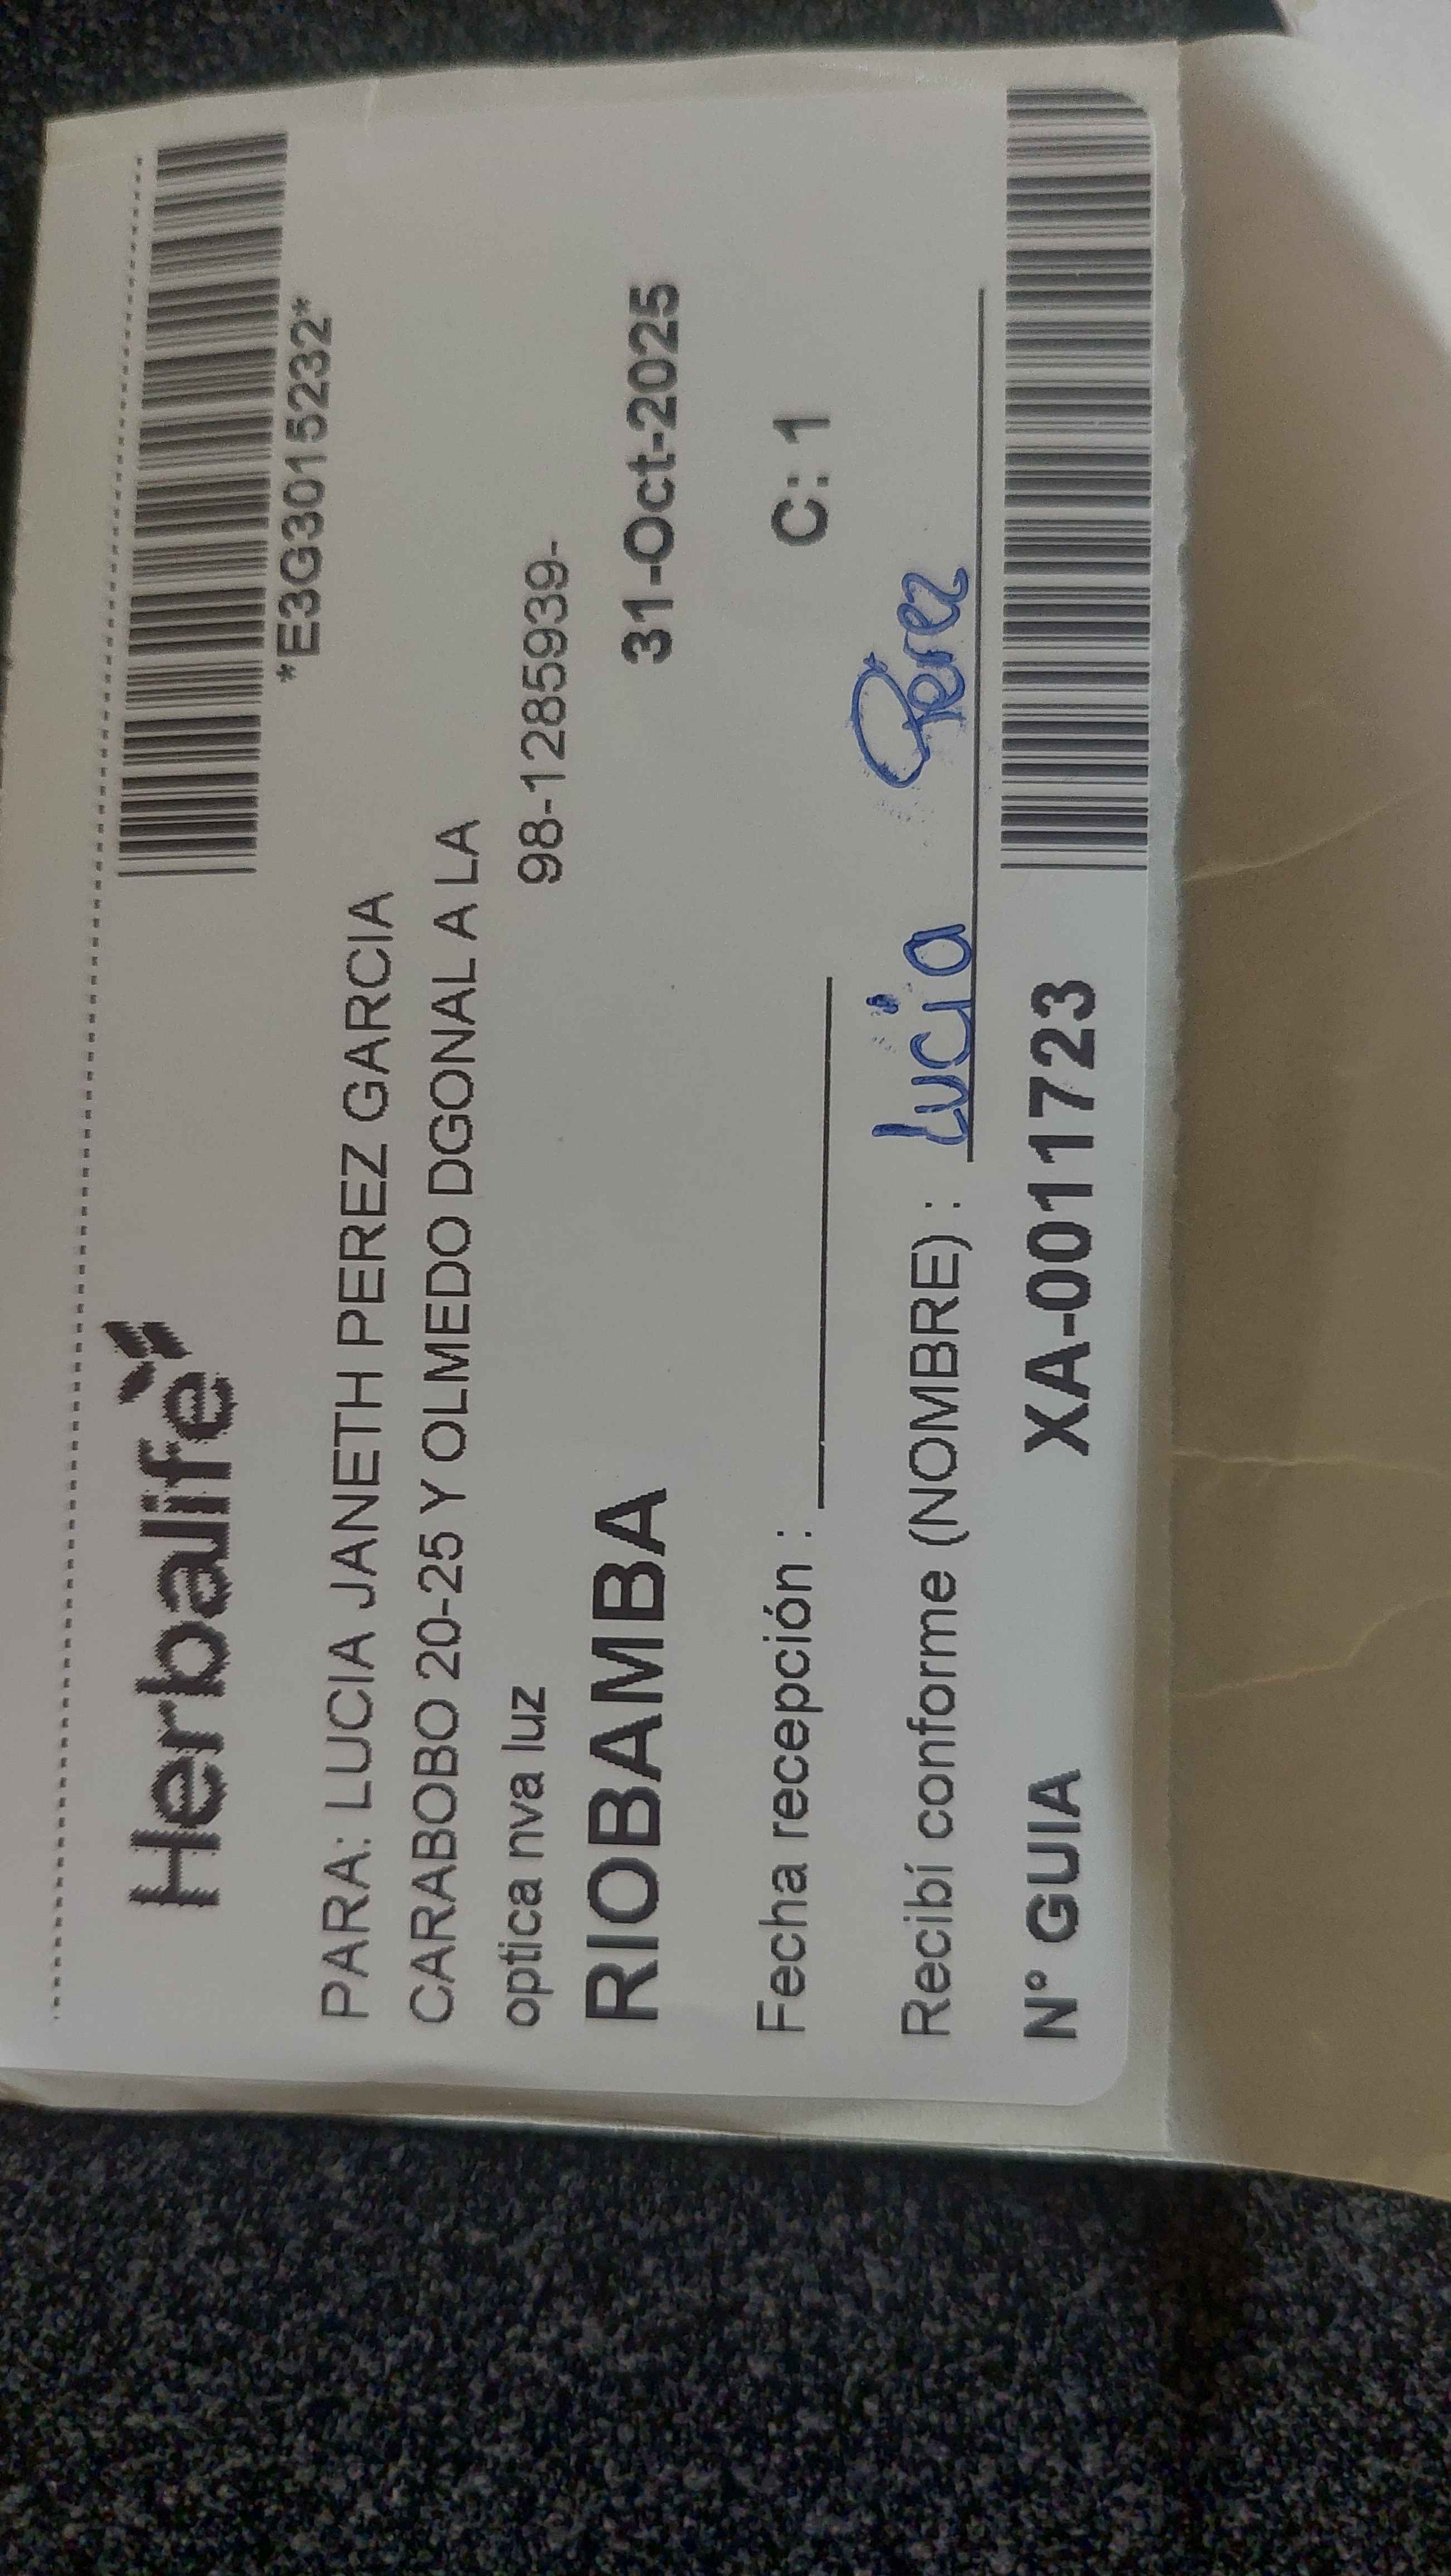 Herbalife
*E3G3015232*
PARA: LUCIA JANETH PEREZ GARCIA
CARABOBO 20-25 Y OLMEDO DGONAL A LA
optica nva luz 98-1285939-
RIOBAMBA 31-Oct-2025
Fecha recepción : C: 1
Recibí conforme (NOMBRE) : Lucia Pérez
N° GUIA XA-0011723